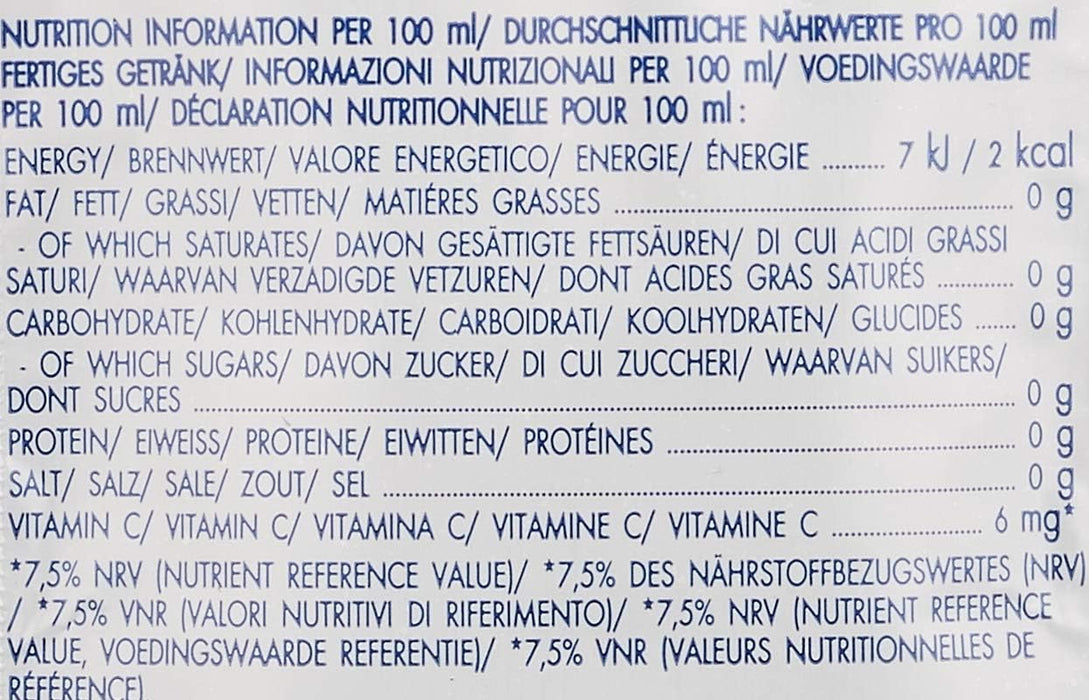 NUTRITION INFORMATION PER 100 ml/ DURCHSCHNITTLICHE NÄHRWERTE PRO 100 ml
FERTIGES GETRÄNK/ INFORMAZIONI NUTRIZIONALI PER 100 ml/ VOEDINGSWAARDE
PER 100 ml/ DÉCLARATION NUTRITIONNELLE POUR 100 ml :
ENERGY/ BRENNWERT/ VALORE ENERGETICO/ ENERGIE/ ÉNERGIE ......... 7 kJ / 2 kcal
FAT/ FETT/ GRASSI/ VETTEN/ MATIÉRES GRASSES ......... 0 g
- OF WHICH SATURATES/ DAVON GESÄTTIGTE FETTSÄUREN/ DI CUI ACIDI GRASSI
SATURI/ WAARVAN VERZADIGDE VETZUREN/ DONT ACIDES GRAS SATURÉS ......... 0 g
CARBOHYDRATE/ KOHLENHYDRATE/ CARBOIDRATI/ KOOLHYDRATEN/ GLUCIDES ...... 0 g
- OF WHICH SUGARS/ DAVON ZUCKER/ DI CUI ZUCCHERI/ WAARVAN SUIKERS/
DONT SUCRES ......... 0 g
PROTEIN/ EIWEISS/ PROTEINE/ EIWITTEN/ PROTÉINES ......... 0 g
SALT/ SALZ/ SALE/ ZOUT/ SEL ......... 0 g
VITAMIN C/ VITAMIN C/ VITAMINA C/ VITAMINE C/ VITAMINE C ......... 6 mg*
*7,5% NRV (NUTRIENT REFERENCE VALUE)/ *7,5% DES NÄHRSTOFFBEZUGSWERTES (NRV)
/ *7,5% VNR (VALORI NUTRITIVI DI RIFERIMENTO)/ *7,5% NRV (NUTRIENT REFERENCE
VALUE, VOEDINGSWAARDE REFERENTIE)/ *7,5% VNR (VALEURS NUTRITIONNELLES DE
RÉFÉRENCE)